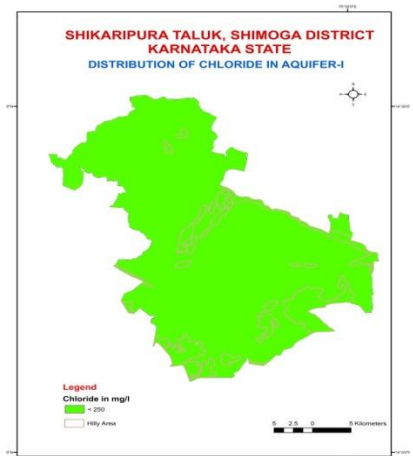 SHIKARIPURA TALUK, SHIMOGA DISTRICT
KARNATAKA STATE
DISTRIBUTION OF CHLORIDE IN AQUIFER-I
N
Legend
Chloride in mg/l
< 250
Hilly Area
5 2.5 0 5 Kilometers